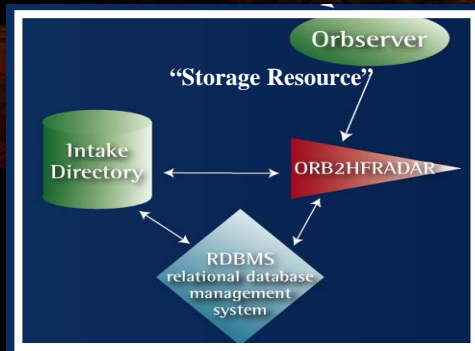 Orbserver
“Storage Resource”
Intake
Directory
ORB2HFRADAR
RDBMS
relational database
management
system